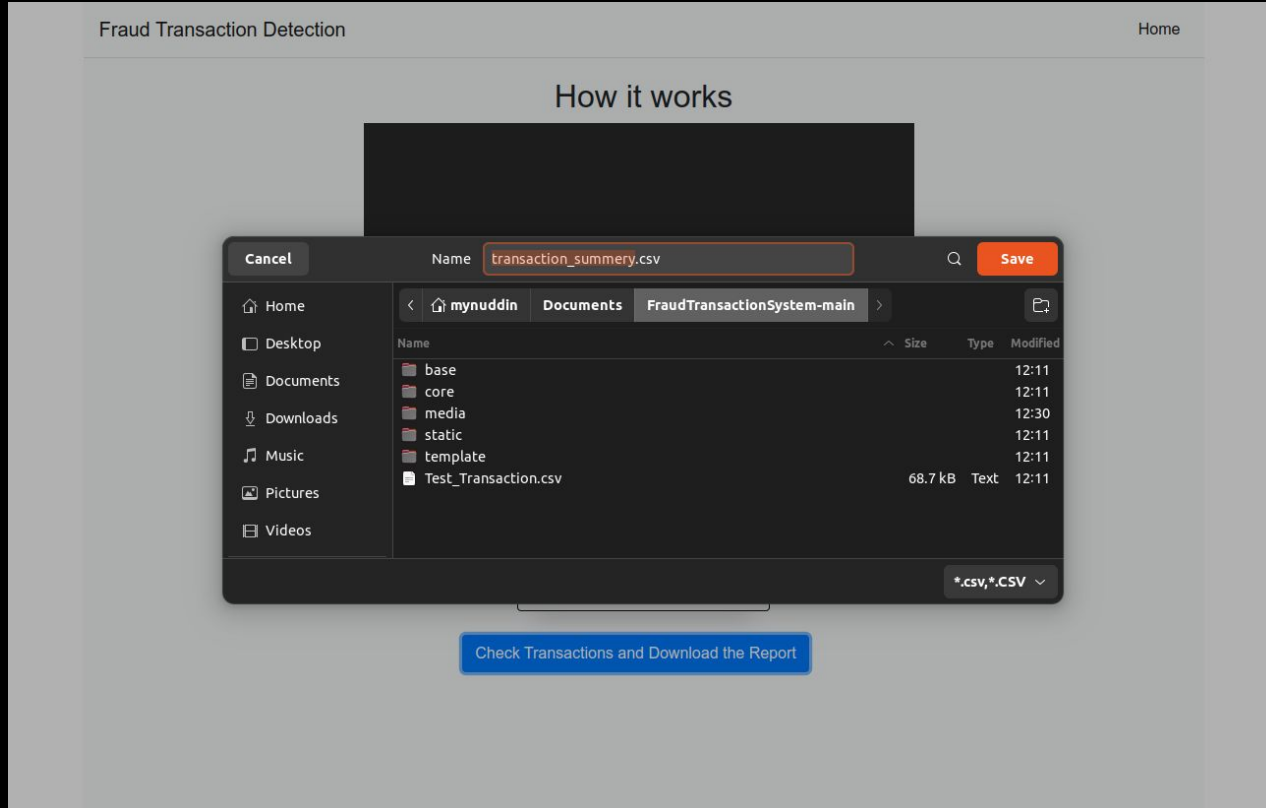 Fraud Transaction Detection Home
How it works
Cancel Name transaction_summery.csv Save
Home mynuddin Documents FraudTransactionSystem-main
Desktop Name Size Type Modified
base 12:11
Documents core 12:11
Downloads media 12:30
static 12:11
Music template 12:11
Pictures Test_Transaction.csv 68.7 kB Text 12:11
Videos
*.csv,*.CSV
Check Transactions and Download the Report